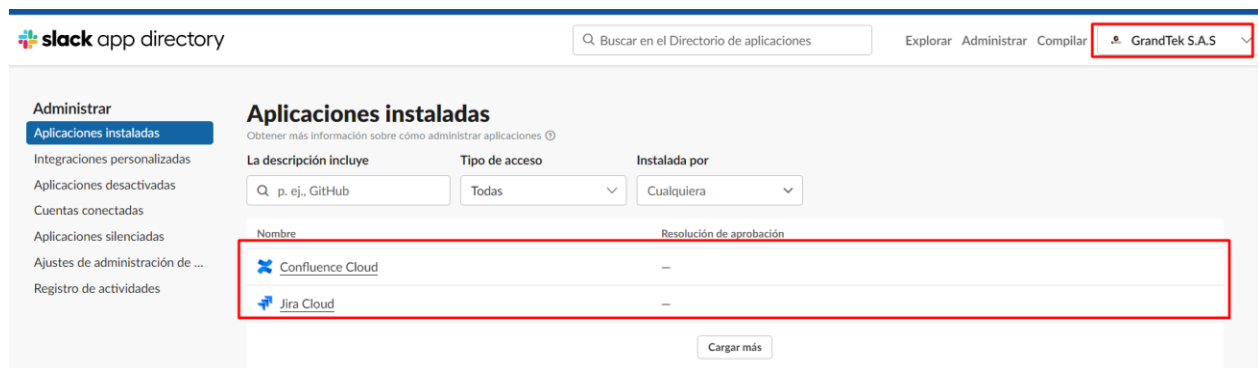 slack app directory
Buscar en el Directorio de aplicaciones
Explorar Administrar Compilar
GrandTek S.A.S
Administrar
Aplicaciones instaladas
Integraciones personalizadas
Aplicaciones desactivadas
Cuentas conectadas
Aplicaciones silenciadas
Ajustes de administración de ...
Registro de actividades
Aplicaciones instaladas
Obtener más información sobre cómo administrar aplicaciones
La descripción incluye Tipo de acceso Instalada por
p. ej., GitHub Todas Cualquiera
Nombre Resolución de aprobación
Confluence Cloud –
Jira Cloud –
Cargar más